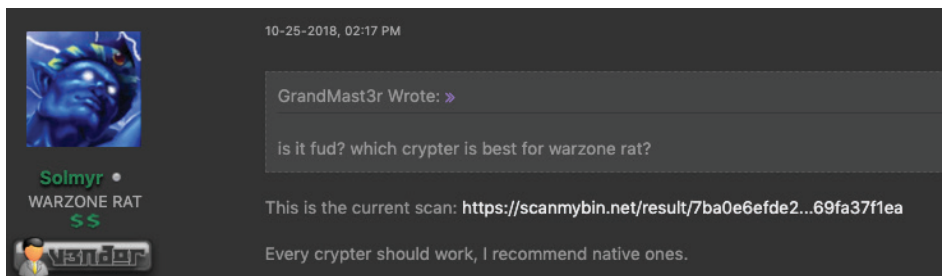 10-25-2018, 02:17 PM
GrandMast3r Wrote: »
is it fud? which crypter is best for warzone rat?
Solmyr
WARZONE RAT
$$
v3nd0r
This is the current scan: https://scanmybin.net/result/7ba0e6efde2...69fa37f1ea
Every crypter should work, I recommend native ones.